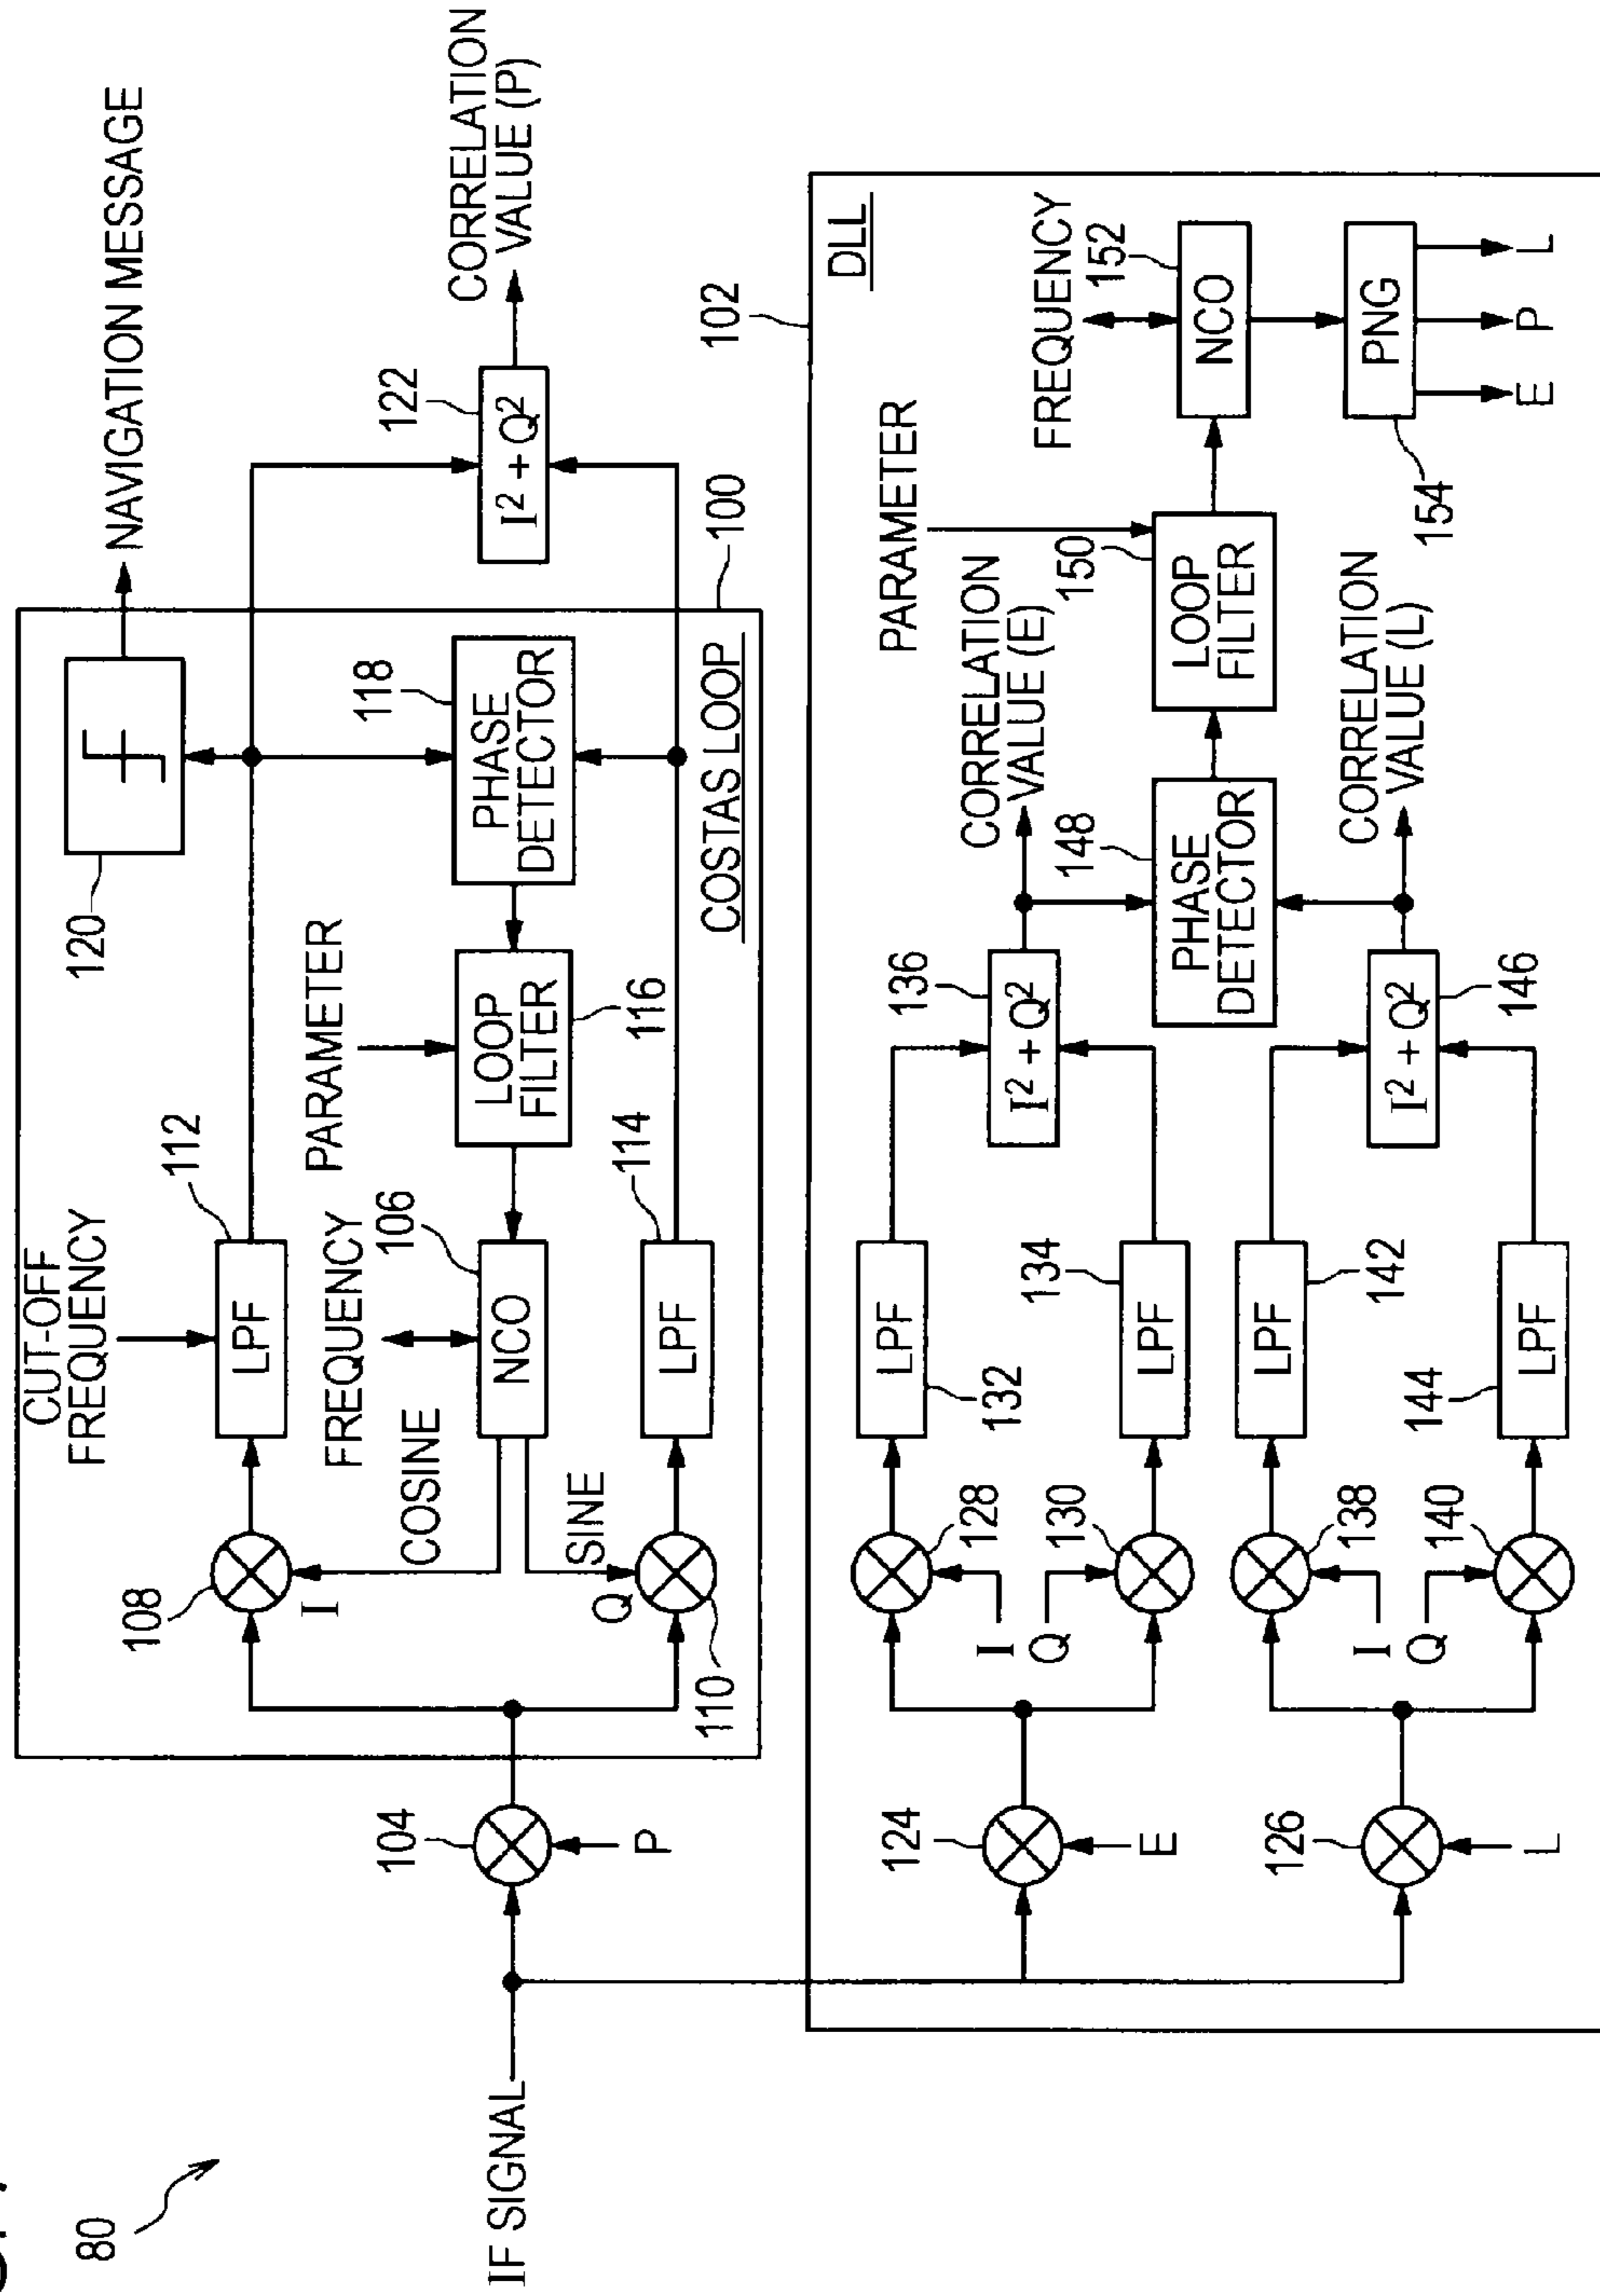 80
IF SIGNAL
104
P
108
I
110
Q
COSINE
SINE
CUT-OFF
FREQUENCY
LPF
112
FREQUENCY
106
NCO
LPF
114
PARAMETER
LOOP
FILTER
116
PHASE
DETECTOR
118
120
COSTAS LOOP
100
NAVIGATION MESSAGE
I² + Q²
122
CORRELATION
VALUE (P)
102
DLL
124
E
126
L
128
I
Q
130
138
I
Q
140
LPF
132
LPF
134
LPF
142
LPF
144
I² + Q²
136
I² + Q²
146
CORRELATION
VALUE (E)
148
PHASE
DETECTOR
CORRELATION
VALUE (L)
PARAMETER
150
LOOP
FILTER
FREQUENCY
152
NCO
PNG
154
E
P
L